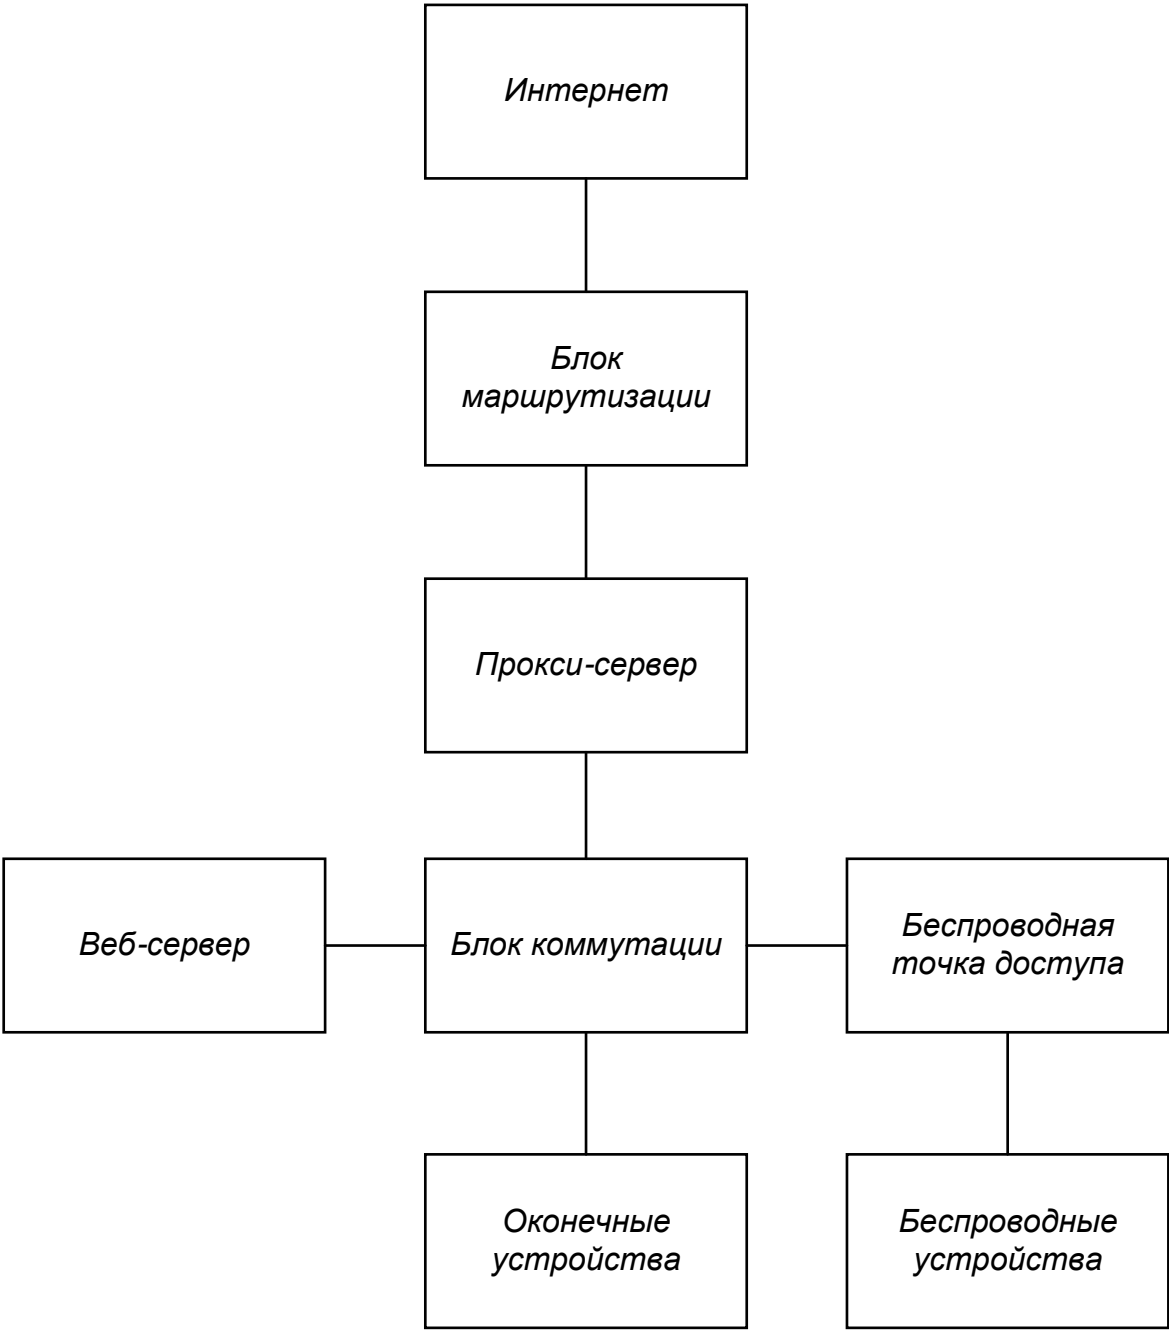 Интернет
Блок
маршрутизации
Прокси-сервер
Веб-сервер
Блок коммутации
Беспроводная
точка доступа
Оконечные
устройства
Беспроводные
устройства